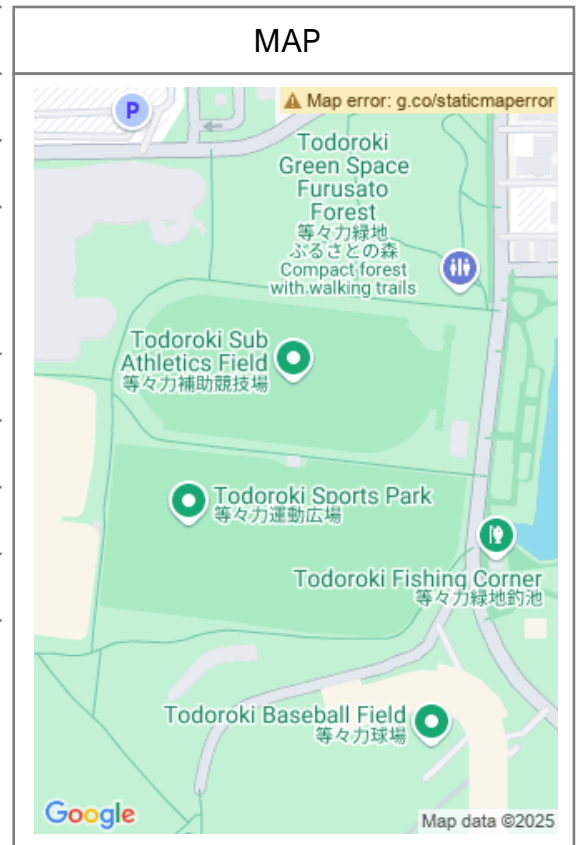 MAP
Map error: g.co/staticmaperror
P
Todoroki
Green Space
Furusato
Forest
等々力緑地
ふるさとの森
Compact forest
with walking trails
Todoroki Sub
Athletics Field
等々力補助競技場
Todoroki Sports Park
等々力運動広場
Todoroki Fishing Corner
等々力緑地釣池
Todoroki Baseball Field
等々力球場
Google
Map data ©2025